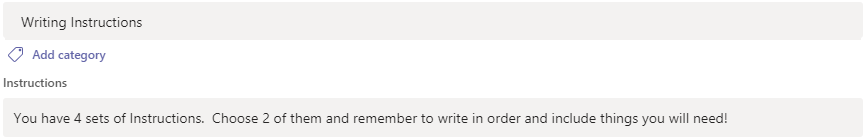 Writing Instructions
Add category
Instructions
You have 4 sets of Instructions.  Choose 2 of them and remember to write in order and include things you will need!